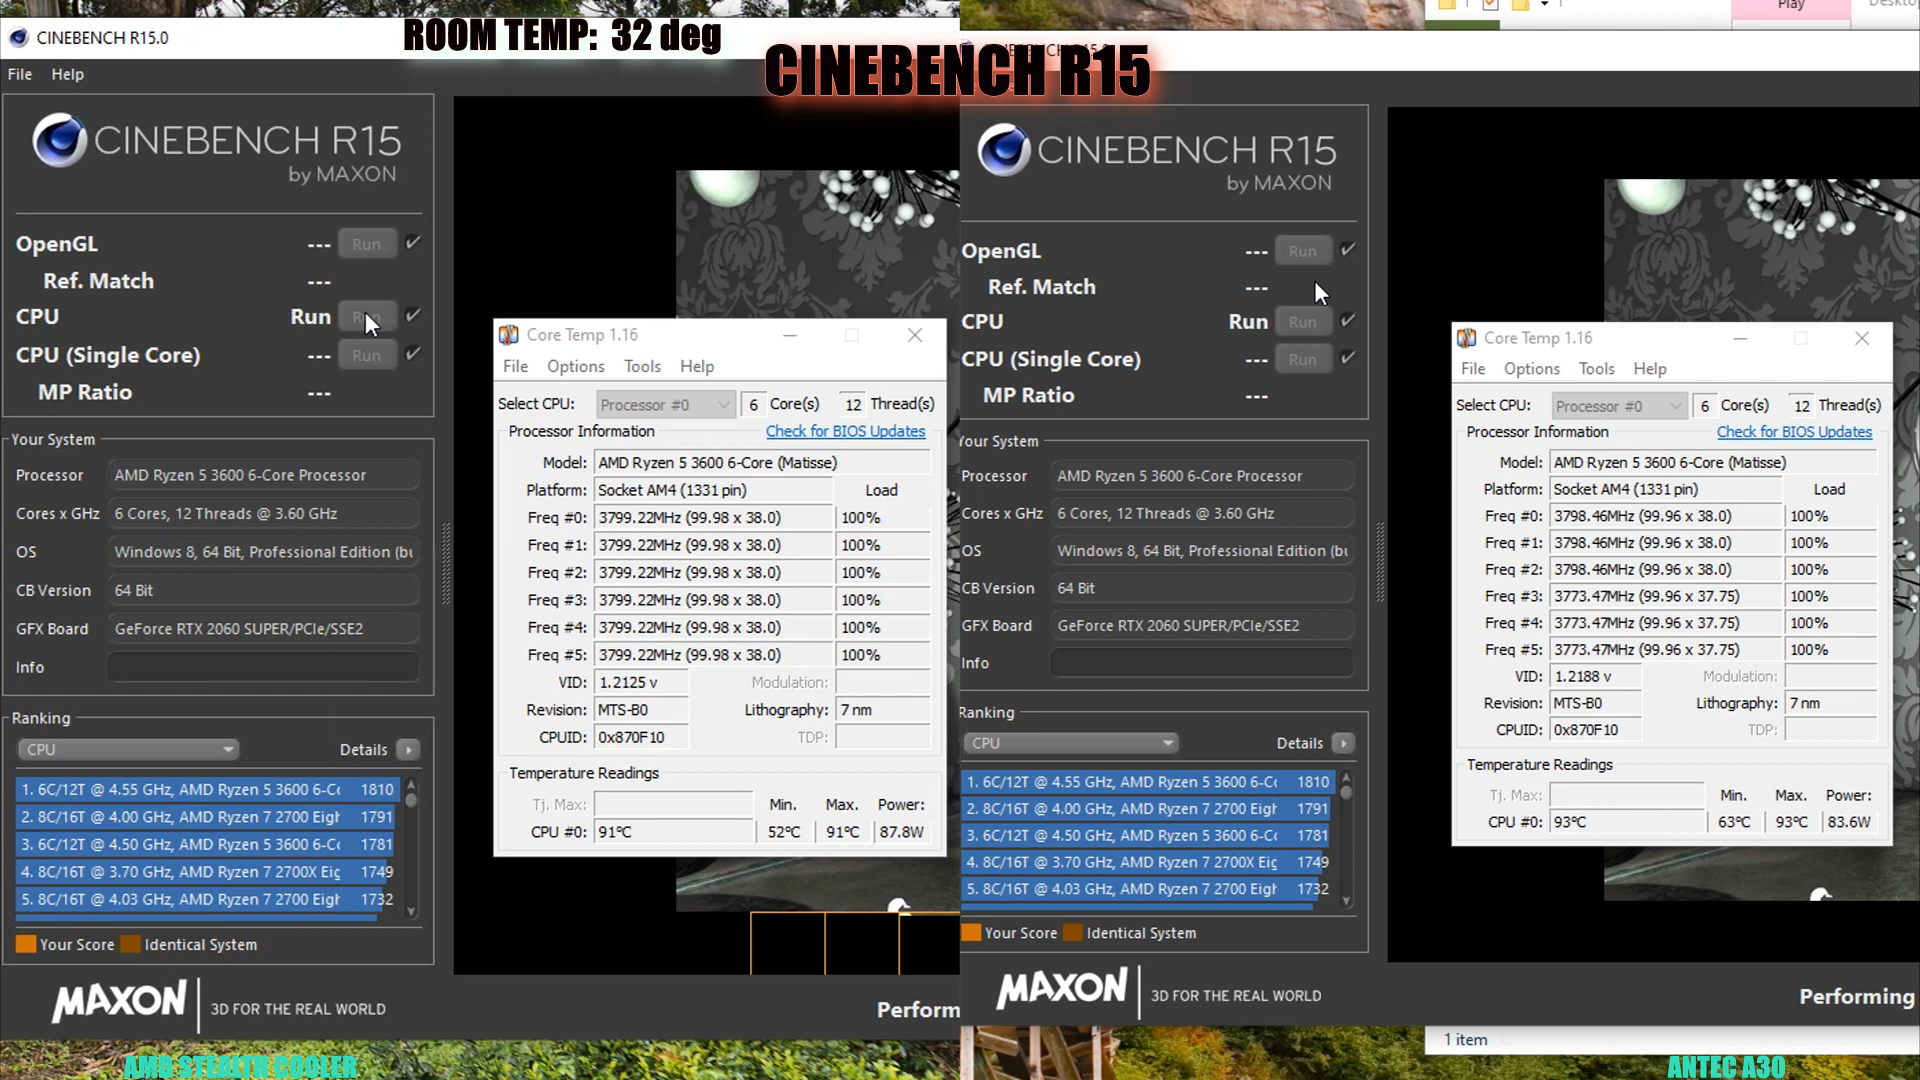 ROOM TEMP: 32 deg
CINEBENCH R15
CINEBENCH R15.0
File Help
CINEBENCH R15
by MAXON
OpenGL --- Run
Ref. Match ---
CPU Run
CPU (Single Core) --- Run
MP Ratio ---
Your System
Processor AMD Ryzen 5 3600 6-Core Processor
Cores x GHz 6 Cores, 12 Threads @ 3.60 GHz
OS Windows 8, 64 Bit, Professional Edition (bu
CB Version 64 Bit
GFX Board GeForce RTX 2060 SUPER/PCIe/SSE2
Info
Ranking
CPU Details
1. 6C/12T @ 4.55 GHz, AMD Ryzen 5 3600 6-Co 1810
2. 8C/16T @ 4.00 GHz, AMD Ryzen 7 2700 Eigh 1791
3. 6C/12T @ 4.50 GHz, AMD Ryzen 5 3600 6-Co 1781
4. 8C/16T @ 3.70 GHz, AMD Ryzen 7 2700X Eig 1749
5. 8C/16T @ 4.03 GHz, AMD Ryzen 7 2700 Eigh 1732
Your Score Identical System
MAXON 3D FOR THE REAL WORLD
Perform
AMD STEALTH COOLER
Core Temp 1.16
File Options Tools Help
Select CPU: Processor #0 6 Core(s) 12 Thread(s)
Processor Information Check for BIOS Updates
Model: AMD Ryzen 5 3600 6-Core (Matisse)
Platform: Socket AM4 (1331 pin) Load
Freq #0: 3799.22MHz (99.98 x 38.0) 100%
Freq #1: 3799.22MHz (99.98 x 38.0) 100%
Freq #2: 3799.22MHz (99.98 x 38.0) 100%
Freq #3: 3799.22MHz (99.98 x 38.0) 100%
Freq #4: 3799.22MHz (99.98 x 38.0) 100%
Freq #5: 3799.22MHz (99.98 x 38.0) 100%
VID: 1.2125 v Modulation:
Revision: MTS-B0 Lithography: 7 nm
CPUID: 0x870F10 TDP:
Temperature Readings
Tj. Max: Min. Max. Power:
CPU #0: 91°C 52°C 91°C 87.8W
Play
CINEBENCH R15
by MAXON
OpenGL --- Run
Ref. Match ---
CPU Run Run
CPU (Single Core) --- Run
MP Ratio ---
Your System
Processor AMD Ryzen 5 3600 6-Core Processor
Cores x GHz 6 Cores, 12 Threads @ 3.60 GHz
OS Windows 8, 64 Bit, Professional Edition (bu
CB Version 64 Bit
GFX Board GeForce RTX 2060 SUPER/PCIe/SSE2
Info
Ranking
CPU Details
1. 6C/12T @ 4.55 GHz, AMD Ryzen 5 3600 6-Co 1810
2. 8C/16T @ 4.00 GHz, AMD Ryzen 7 2700 Eigh 1791
3. 6C/12T @ 4.50 GHz, AMD Ryzen 5 3600 6-Co 1781
4. 8C/16T @ 3.70 GHz, AMD Ryzen 7 2700X Eig 1749
5. 8C/16T @ 4.03 GHz, AMD Ryzen 7 2700 Eigh 1732
Your Score Identical System
MAXON 3D FOR THE REAL WORLD
Performing
1 item
ANTEC A30
Core Temp 1.16
File Options Tools Help
Select CPU: Processor #0 6 Core(s) 12 Thread(s)
Processor Information Check for BIOS Updates
Model: AMD Ryzen 5 3600 6-Core (Matisse)
Platform: Socket AM4 (1331 pin) Load
Freq #0: 3798.46MHz (99.96 x 38.0) 100%
Freq #1: 3798.46MHz (99.96 x 38.0) 100%
Freq #2: 3798.46MHz (99.96 x 38.0) 100%
Freq #3: 3773.47MHz (99.96 x 37.75) 100%
Freq #4: 3773.47MHz (99.96 x 37.75) 100%
Freq #5: 3773.47MHz (99.96 x 37.75) 100%
VID: 1.2188 v Modulation:
Revision: MTS-B0 Lithography: 7 nm
CPUID: 0x870F10 TDP:
Temperature Readings
Tj. Max: Min. Max. Power:
CPU #0: 93°C 63°C 93°C 83.6W